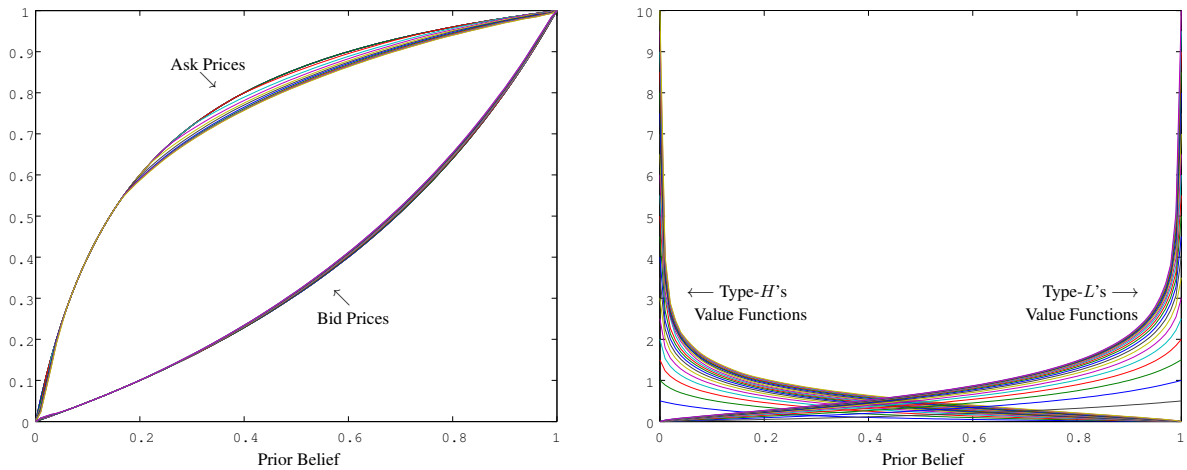 1
0.9
0.8
0.7
0.6
0.5
0.4
0.3
0.2
0.1
0
0 0.2 0.4 0.6 0.8 1
Ask Prices
Bid Prices
Prior Belief
10
9
8
7
6
5
4
3
2
1
0
0 0.2 0.4 0.6 0.8 1
← Type-H's
Value Functions
Type-L's →
Value Functions
Prior Belief